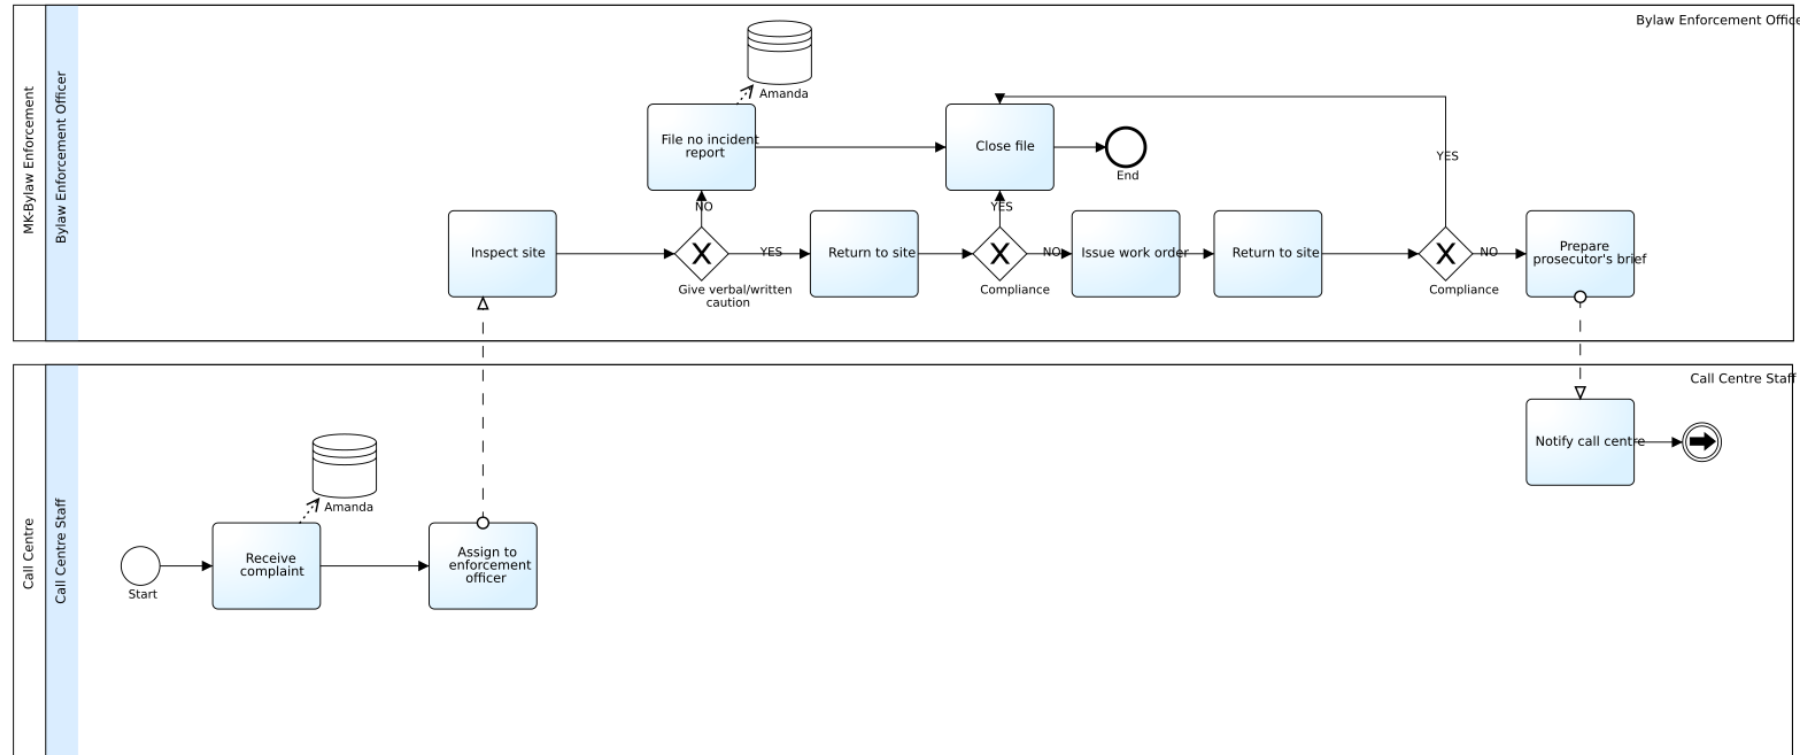 Bylaw Enforcement Office
MK-Bylaw Enforcement
Bylaw Enforcement Officer
Amanda
File no incident
report
Close file
End
YES
NO
YES
Inspect site
YES
Return to site
NO
Issue work order
Return to site
NO
Prepare
prosecutor's brief
Give verbal/written
caution
Compliance
Compliance
Call Centre Staff
Call Centre
Call Centre Staff
Notify call centre
Amanda
Start
Receive
complaint
Assign to
enforcement
officer